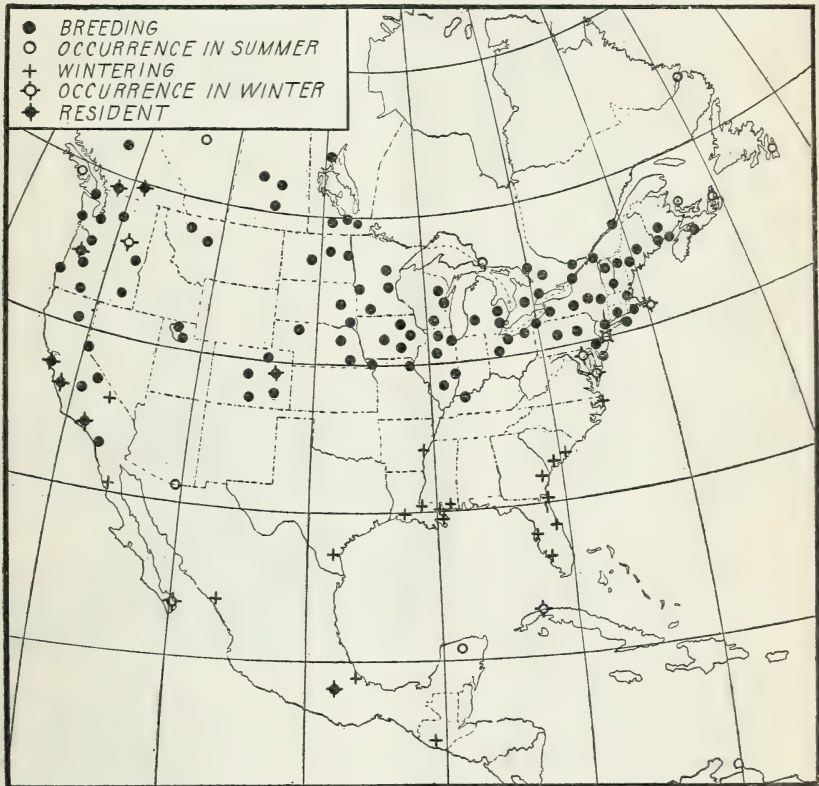 BREEDING
OCCURRENCE IN SUMMER
WINTERING
OCCURRENCE IN WINTER
RESIDENT